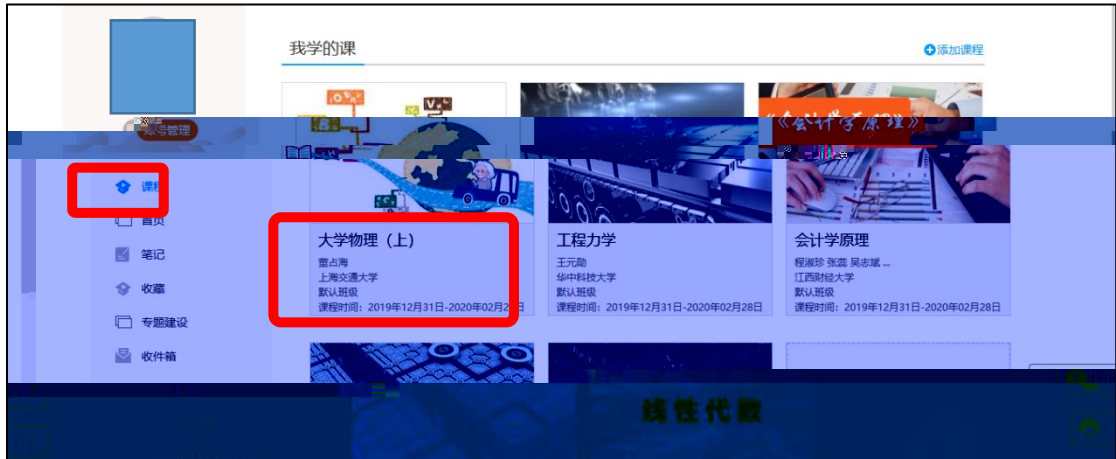 我学的课
添加课程
账号管理
课程
首页
笔记
收藏
专题建设
收件箱
《会计学原理》
大学物理（上）
董占海
上海交通大学
默认班级
课程时间：2019年12月31日-2020年02月2 日
工程力学
王元勋
华中科技大学
默认班级
课程时间：2019年12月31日-2020年02月28日
会计学原理
程淑珍 张蕊 吴志斌 ...
江西财经大学
默认班级
课程时间：2019年12月31日-2020年02月28日
线性代数